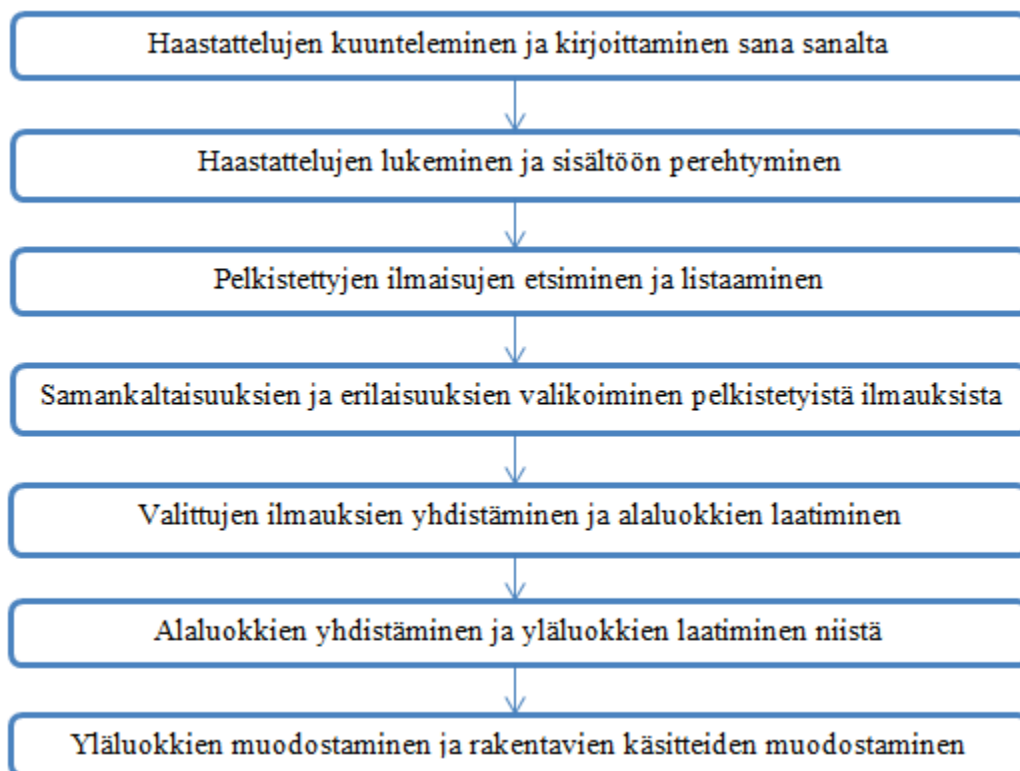 Haastattelujen kuunteleminen ja kirjoittaminen sana sanalta
Haastattelujen lukeminen ja sisältöön perehtyminen
Pelkistettyjen ilmaisujen etsiminen ja listaaminen
Samankaltaisuuksien ja erilaisuuksien valikoiminen pelkistetyistä ilmauksista
Valittujen ilmauksien yhdistäminen ja alaluokkien laatiminen
Alaluokkien yhdistäminen ja yläluokkien laatiminen niistä
Yläluokkien muodostaminen ja rakentavien käsitteiden muodostaminen